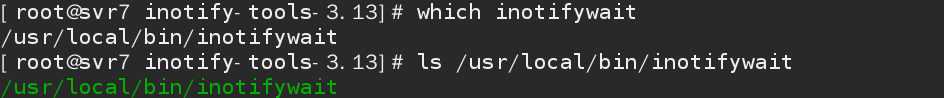 [root@svr7 inotify-tools-3.13]# which inotifywait
/usr/local/bin/inotifywait
[root@svr7 inotify-tools-3.13]# ls /usr/local/bin/inotifywait
/usr/local/bin/inotifywait